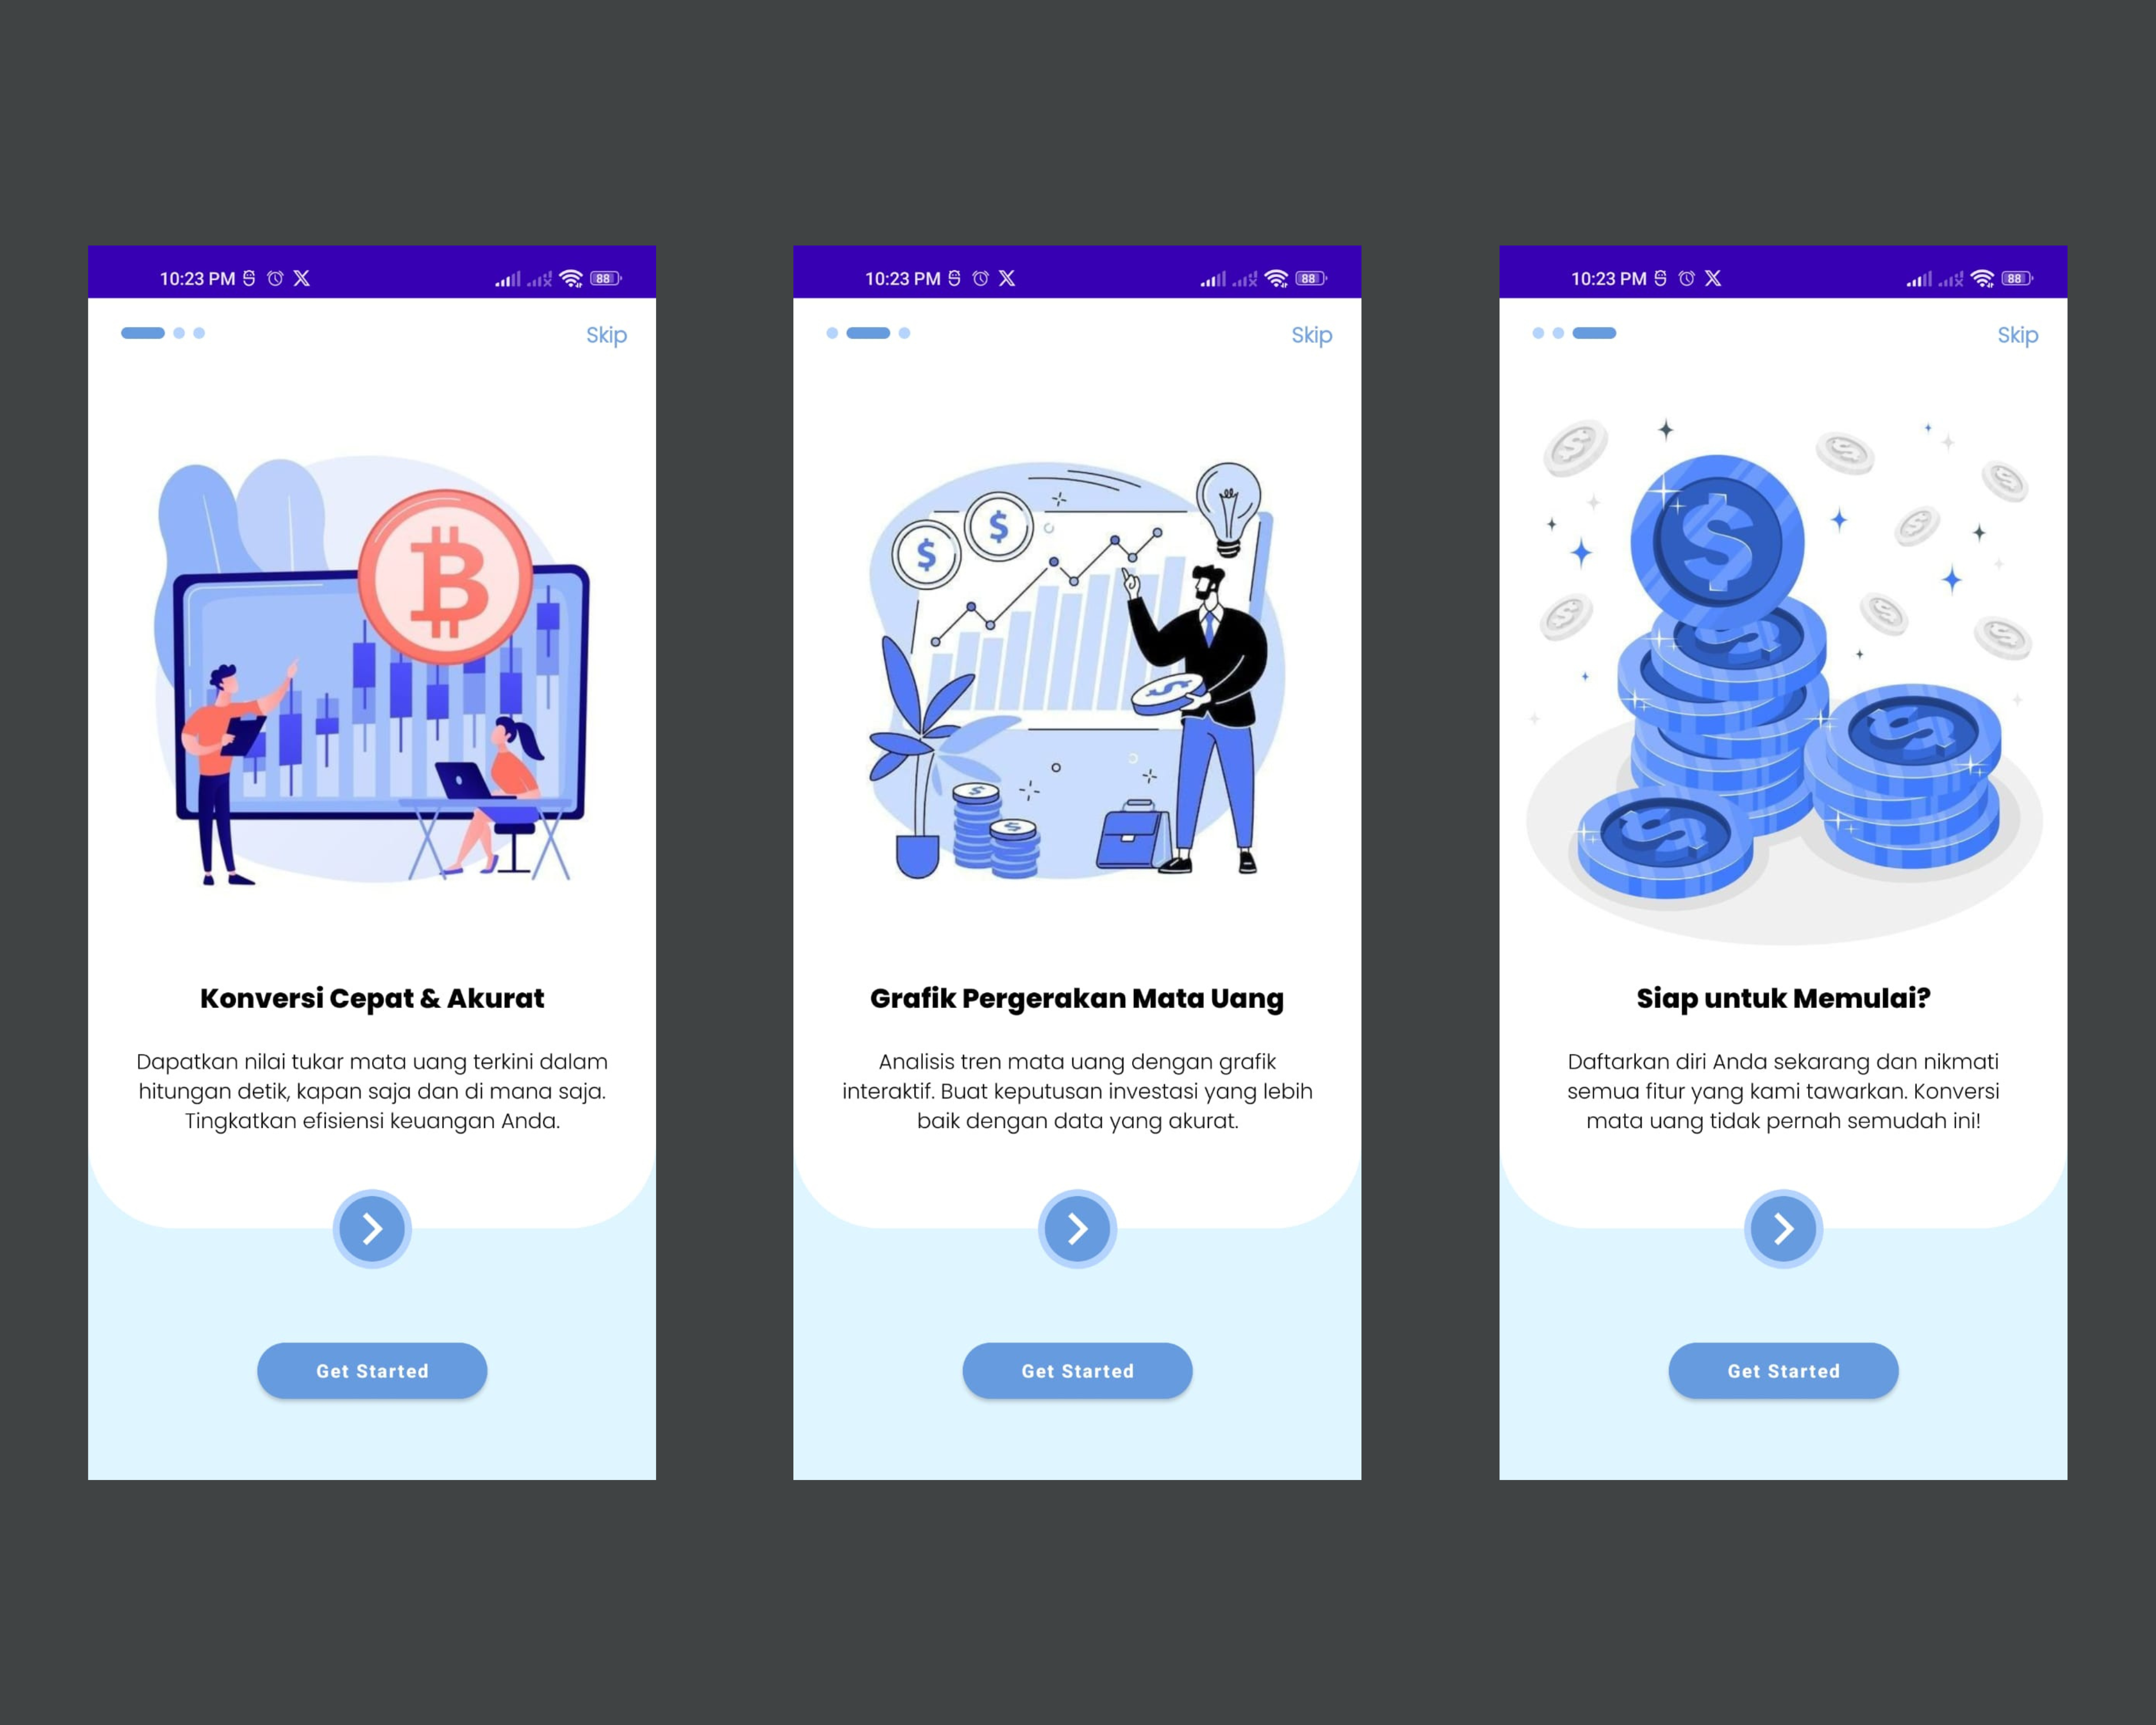 10:23 PM
88
Skip
Konversi Cepat & Akurat
Dapatkan nilai tukar mata uang terkini dalam
hitungan detik, kapan saja dan di mana saja.
Tingkatkan efisiensi keuangan Anda.
Get Started
10:23 PM
88
Skip
$
$
$
$
$
Grafik Pergerakan Mata Uang
Analisis tren mata uang dengan grafik
interaktif. Buat keputusan investasi yang lebih
baik dengan data yang akurat.
Get Started
10:23 PM
88
Skip
$
$
$
$
$
$
$
$
$
$
$
Siap untuk Memulai?
Daftarkan diri Anda sekarang dan nikmati
semua fitur yang kami tawarkan. Konversi
mata uang tidak pernah semudah ini!
Get Started